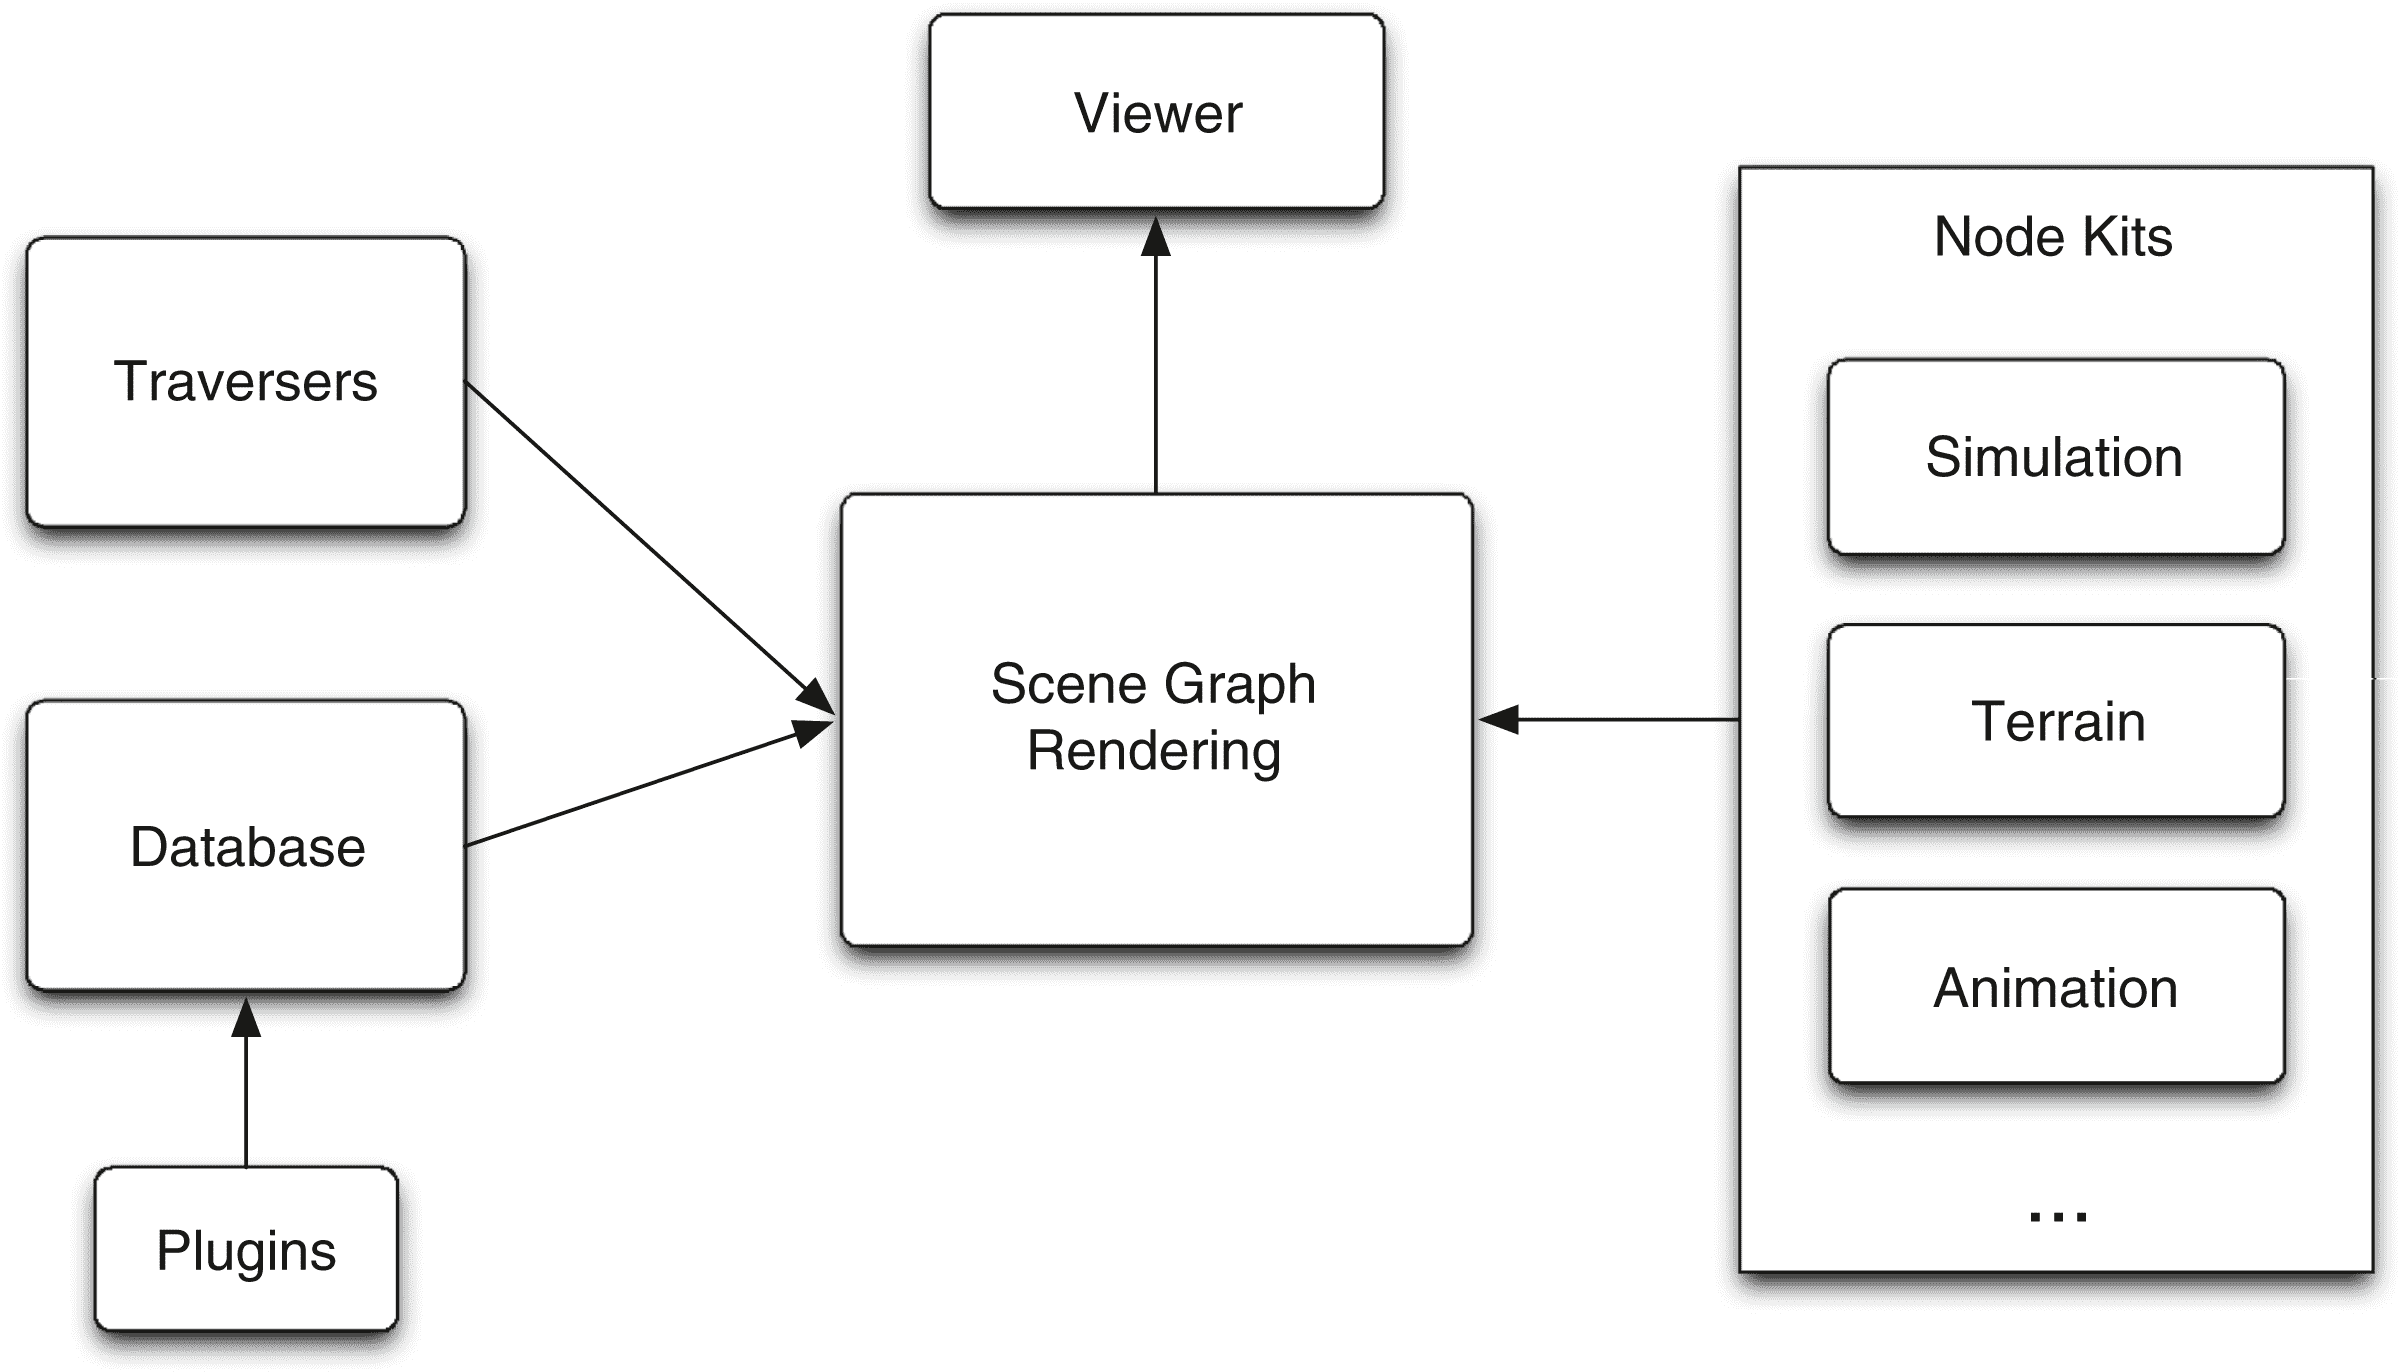 Viewer
Node Kits
Traversers
Simulation
Scene Graph
Rendering
Terrain
Database
Animation
...
Plugins